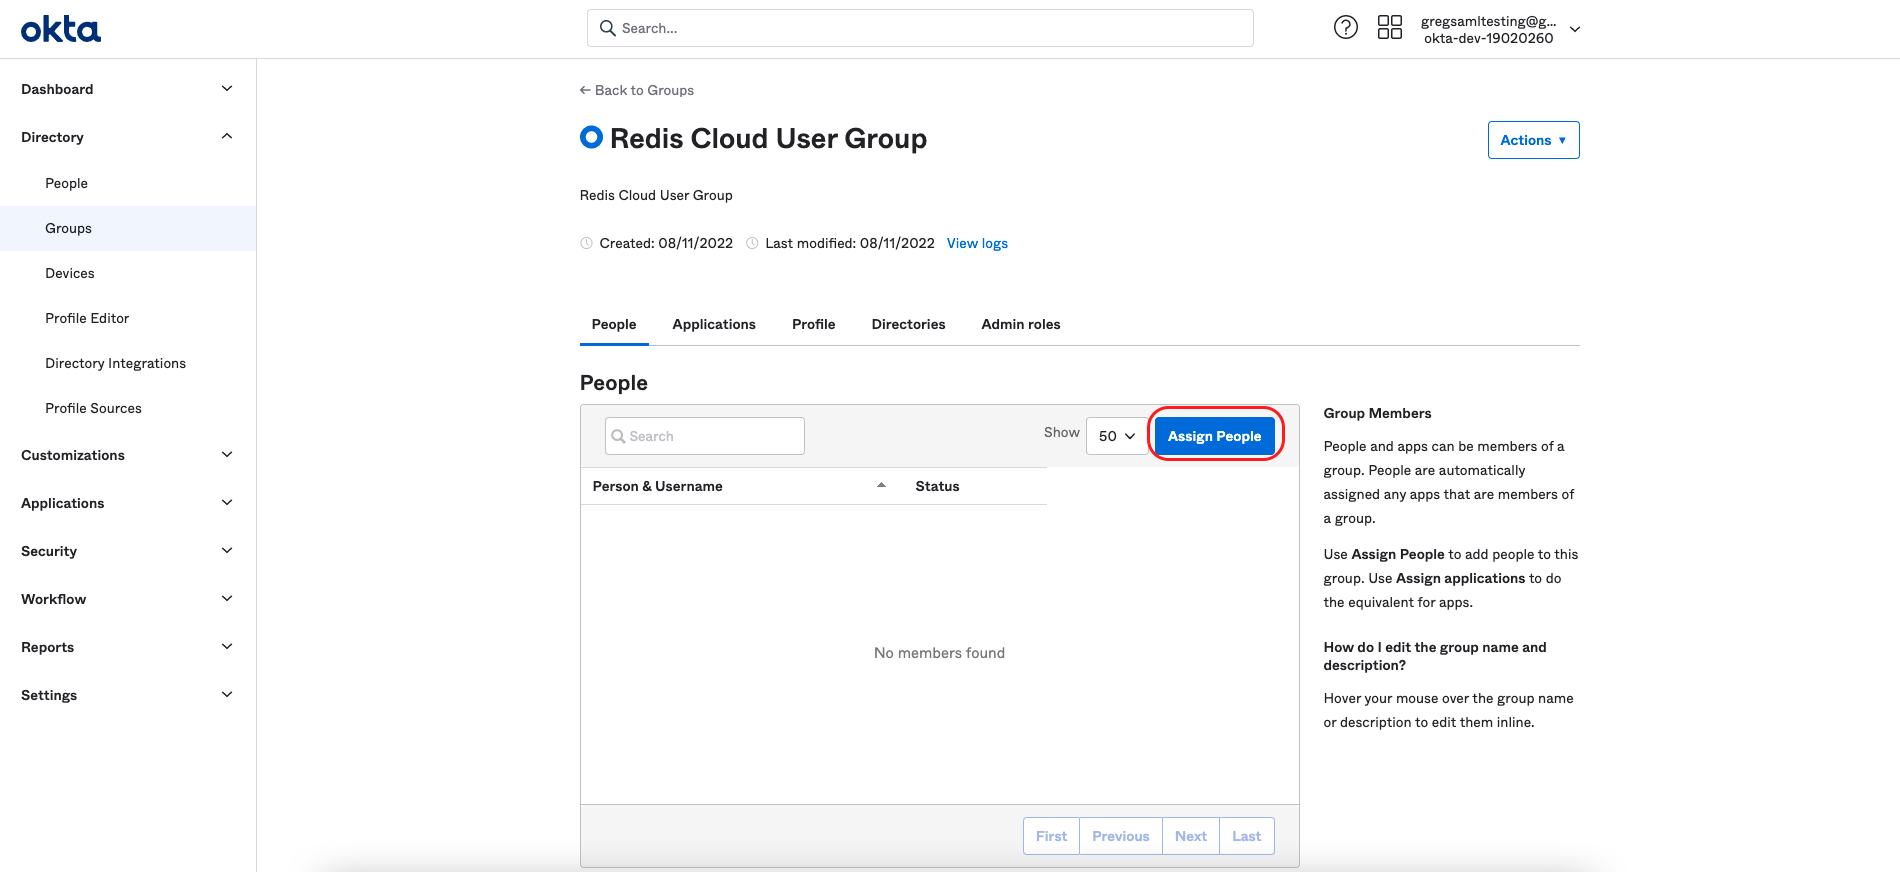 okta
Search...
gregsamltesting@g...
okta-dev-19020260
Dashboard
Directory
People
Groups
Devices
Profile Editor
Directory Integrations
Profile Sources
Customizations
Applications
Security
Workflow
Reports
Settings
← Back to Groups
Redis Cloud User Group
Actions ▼
Redis Cloud User Group
Created: 08/11/2022 Last modified: 08/11/2022 View logs
People Applications Profile Directories Admin roles
People
Search
Show 50 Assign People
Person & Username Status
No members found
First Previous Next Last
Group Members
People and apps can be members of a
group. People are automatically
assigned any apps that are members of
a group.
Use Assign People to add people to this
group. Use Assign applications to do
the equivalent for apps.
How do I edit the group name and
description?
Hover your mouse over the group name
or description to edit them inline.